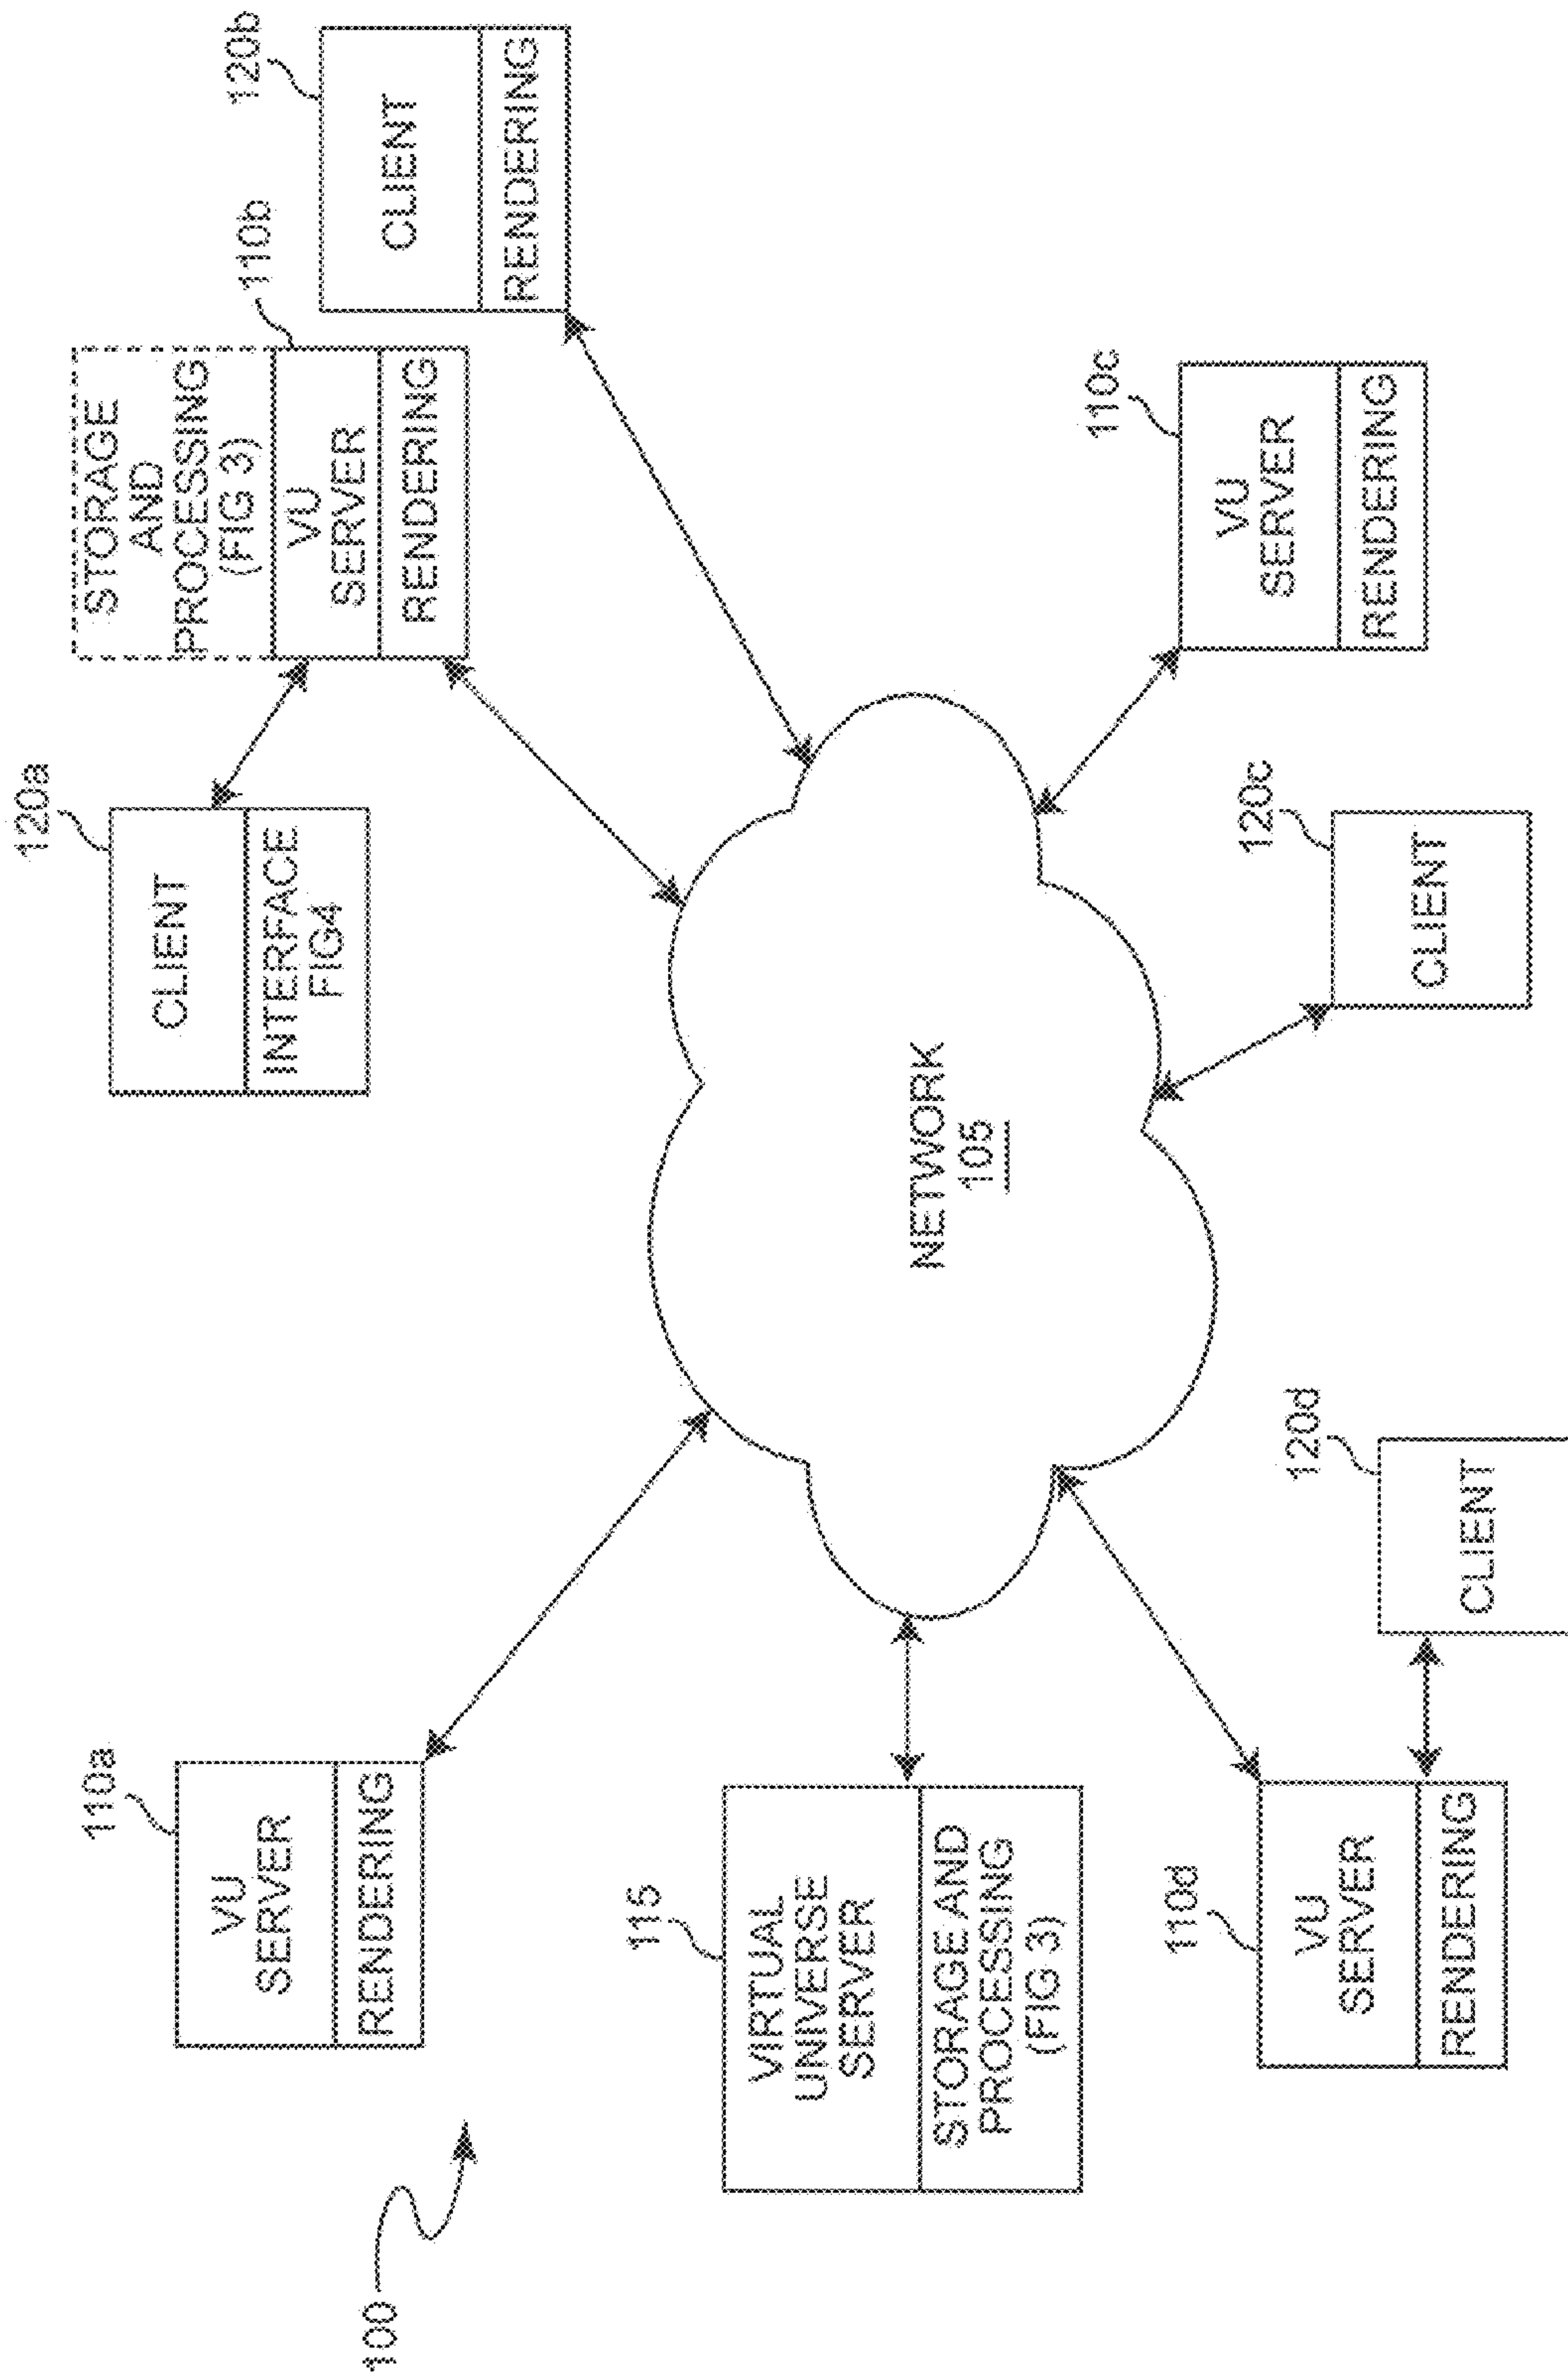 100
110a
VU
SERVER
RENDERING
120a
CLIENT
INTERFACE
FIG4
STORAGE
AND
PROCESSING
(FIG 3)
VU
SERVER
RENDERING
110b
120b
CLIENT
RENDERING
115
VIRTUAL
UNIVERSE
SERVER
STORAGE AND
PROCESSING
(FIG 3)
NETWORK
105
110d
VU
SERVER
RENDERING
120d
CLIENT
120c
CLIENT
110c
VU
SERVER
RENDERING